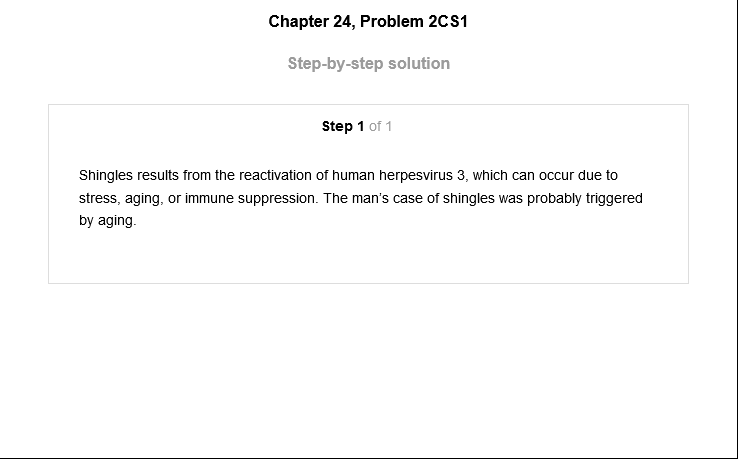 Chapter 24, Problem 2CS1
Step-by-step solution
Step 1 of 1
Shingles results from the reactivation of human herpesvirus 3, which can occur due to
stress, aging, or immune suppression. The man's case of shingles was probably triggered
by aging.